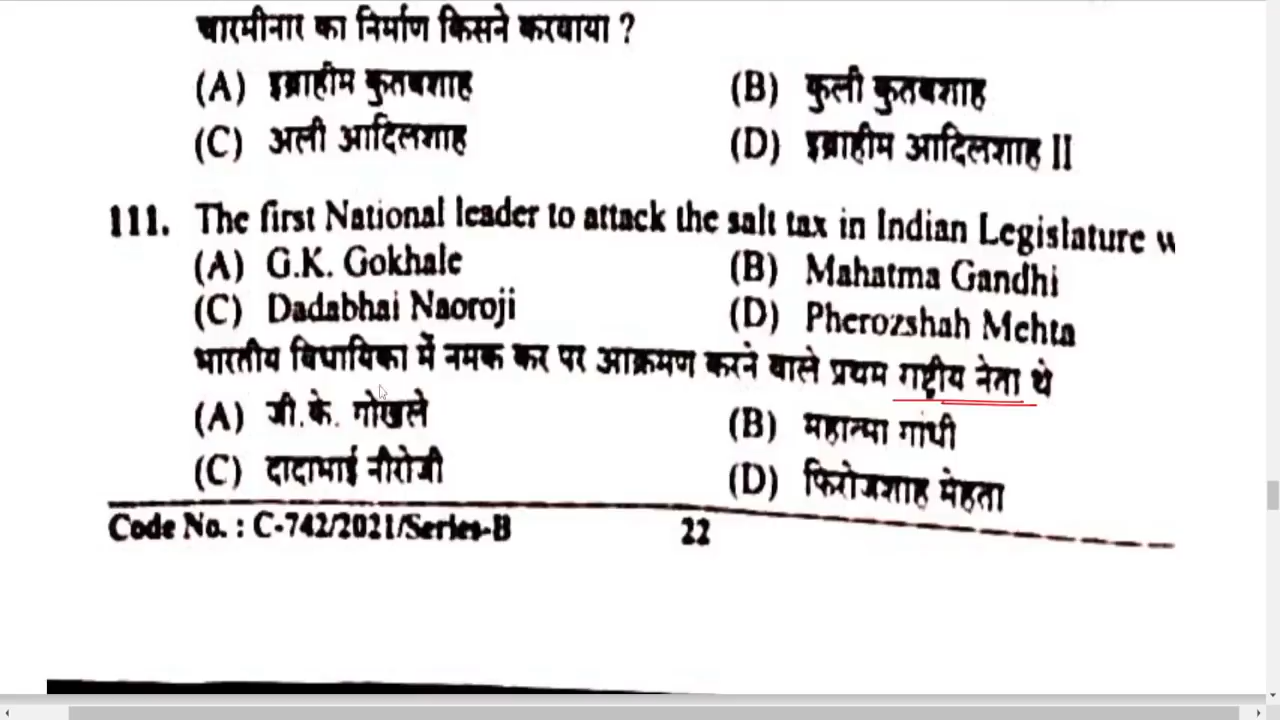 चारमीनार का निर्माण किसने करवाया ?
(A) इब्राहीम कुतबशाह (B) कुली कुतबशाह
(C) अली आदिलशाह (D) इब्राहीम आदिलशाह II
111. The first National leader to attack the salt tax in Indian Legislature w
(A) G.K. Gokhale (B) Mahatma Gandhi
(C) Dadabhai Naoroji (D) Pherozshah Mehta
भारतीय विधायिका में नमक कर पर आक्रमण करने वाले प्रथम राष्ट्रीय नेता थे
(A) जी.के. गोखले (B) महात्मा गांधी
(C) दादाभाई नौरोजी (D) फिरोजशाह मेहता
Code No. : C-742/2021/Series-B 22